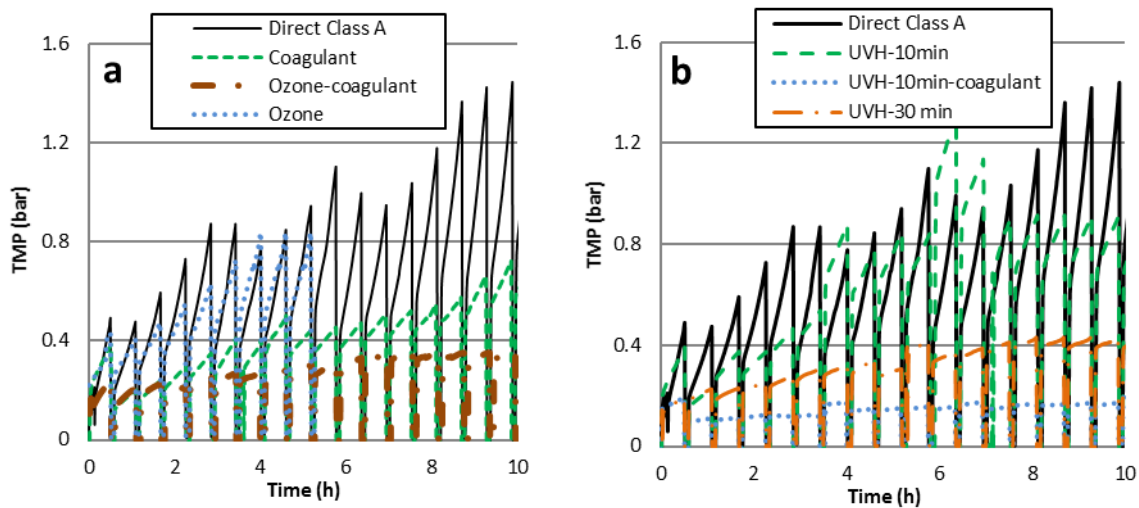 a
Direct Class A
Coagulant
Ozone-coagulant
Ozone
TMP (bar)
1.6
1.2
0.8
0.4
0
0 2 4 6 8 10
Time (h)
b
Direct Class A
UVH-10min
UVH-10min-coagulant
UVH-30 min
TMP (bar)
1.6
1.2
0.8
0.4
0
0 2 4 6 8 10
Time (h)